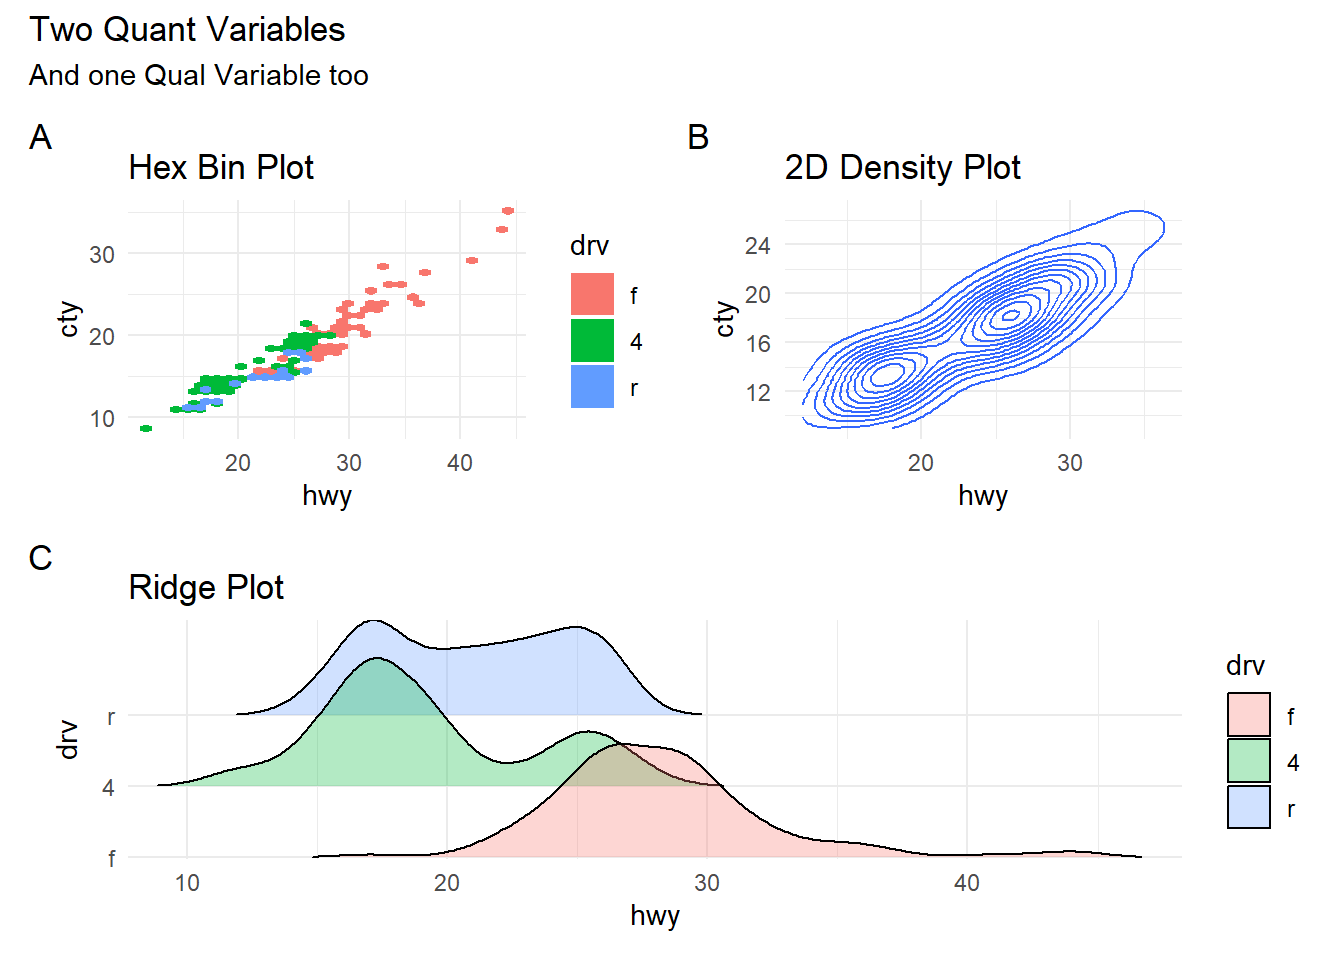 Two Quant Variables
And one Qual Variable too
A
Hex Bin Plot
cty
30
20
10
20 30 40
hwy
drv
f
4
r
B
2D Density Plot
cty
24
20
16
12
20 30
hwy
C
Ridge Plot
drv
r
4
f
10 20 30 40
hwy
drv
f
4
r